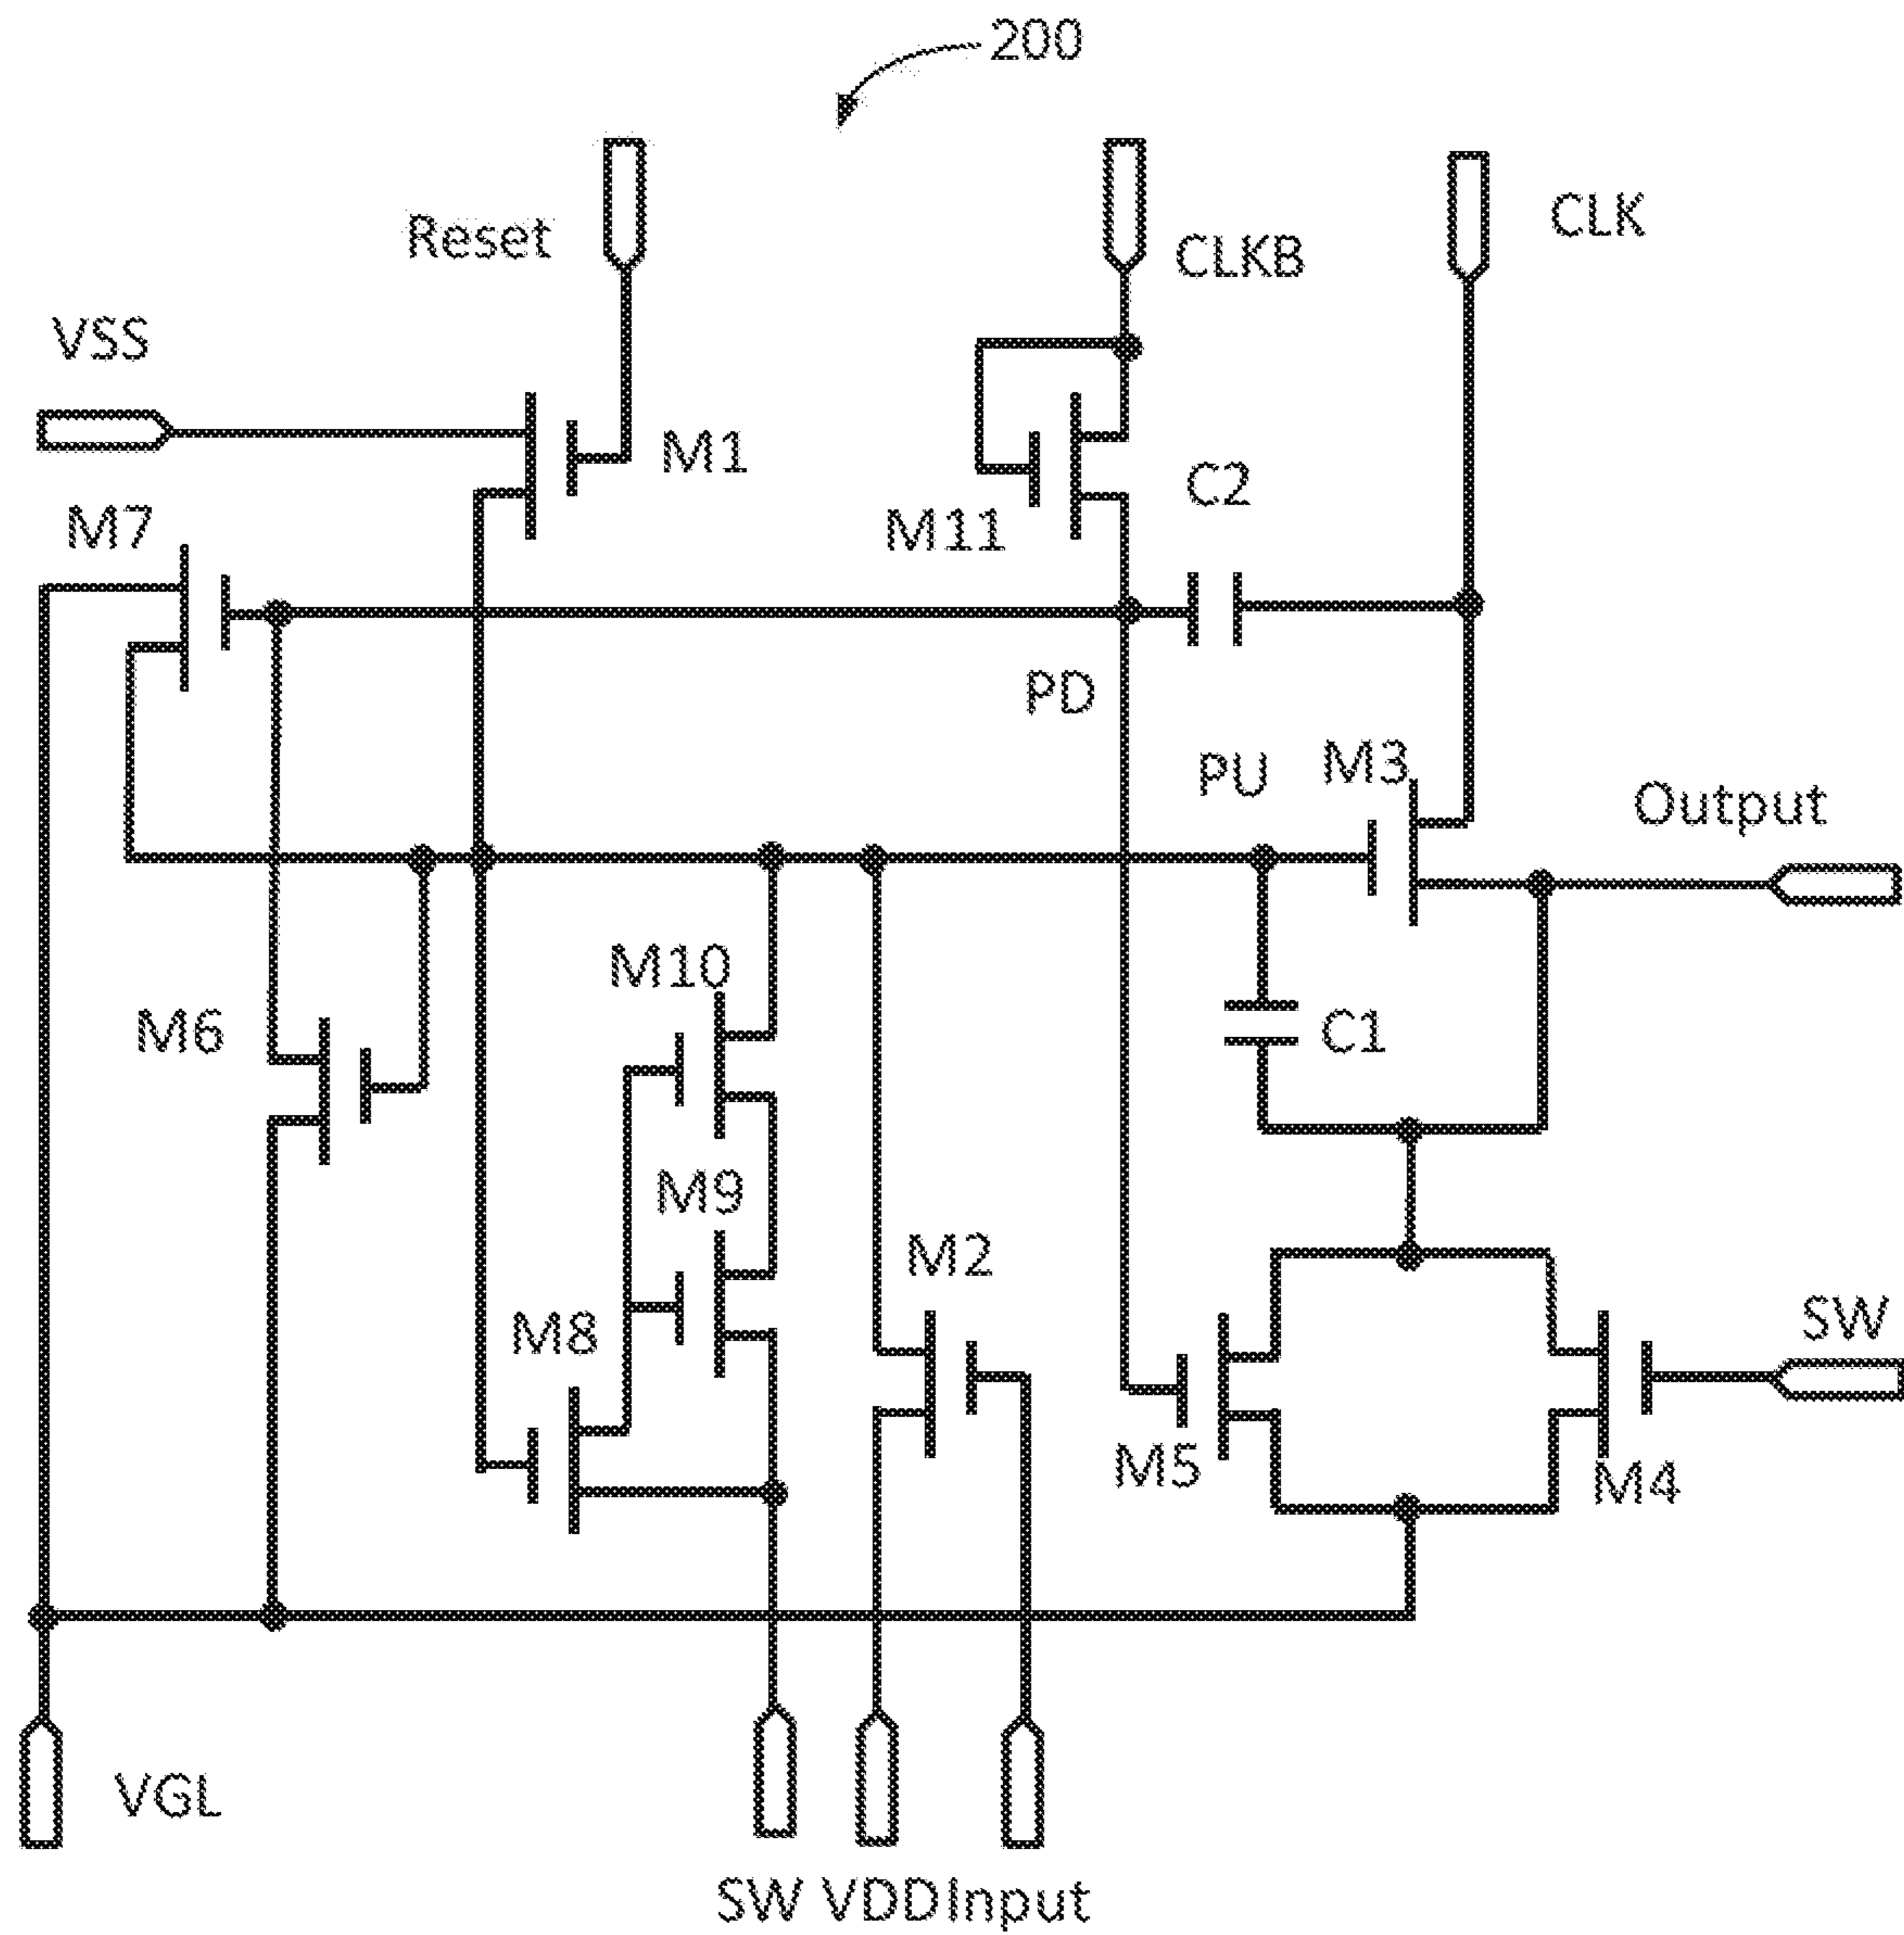 200
Reset
CLKB
CLK
VSS
M1
C2
M7
M11
PD
PU
M3
Output
M10
M6
C1
M9
M2
M8
SW
M5
M4
VGL
SW VDDInput